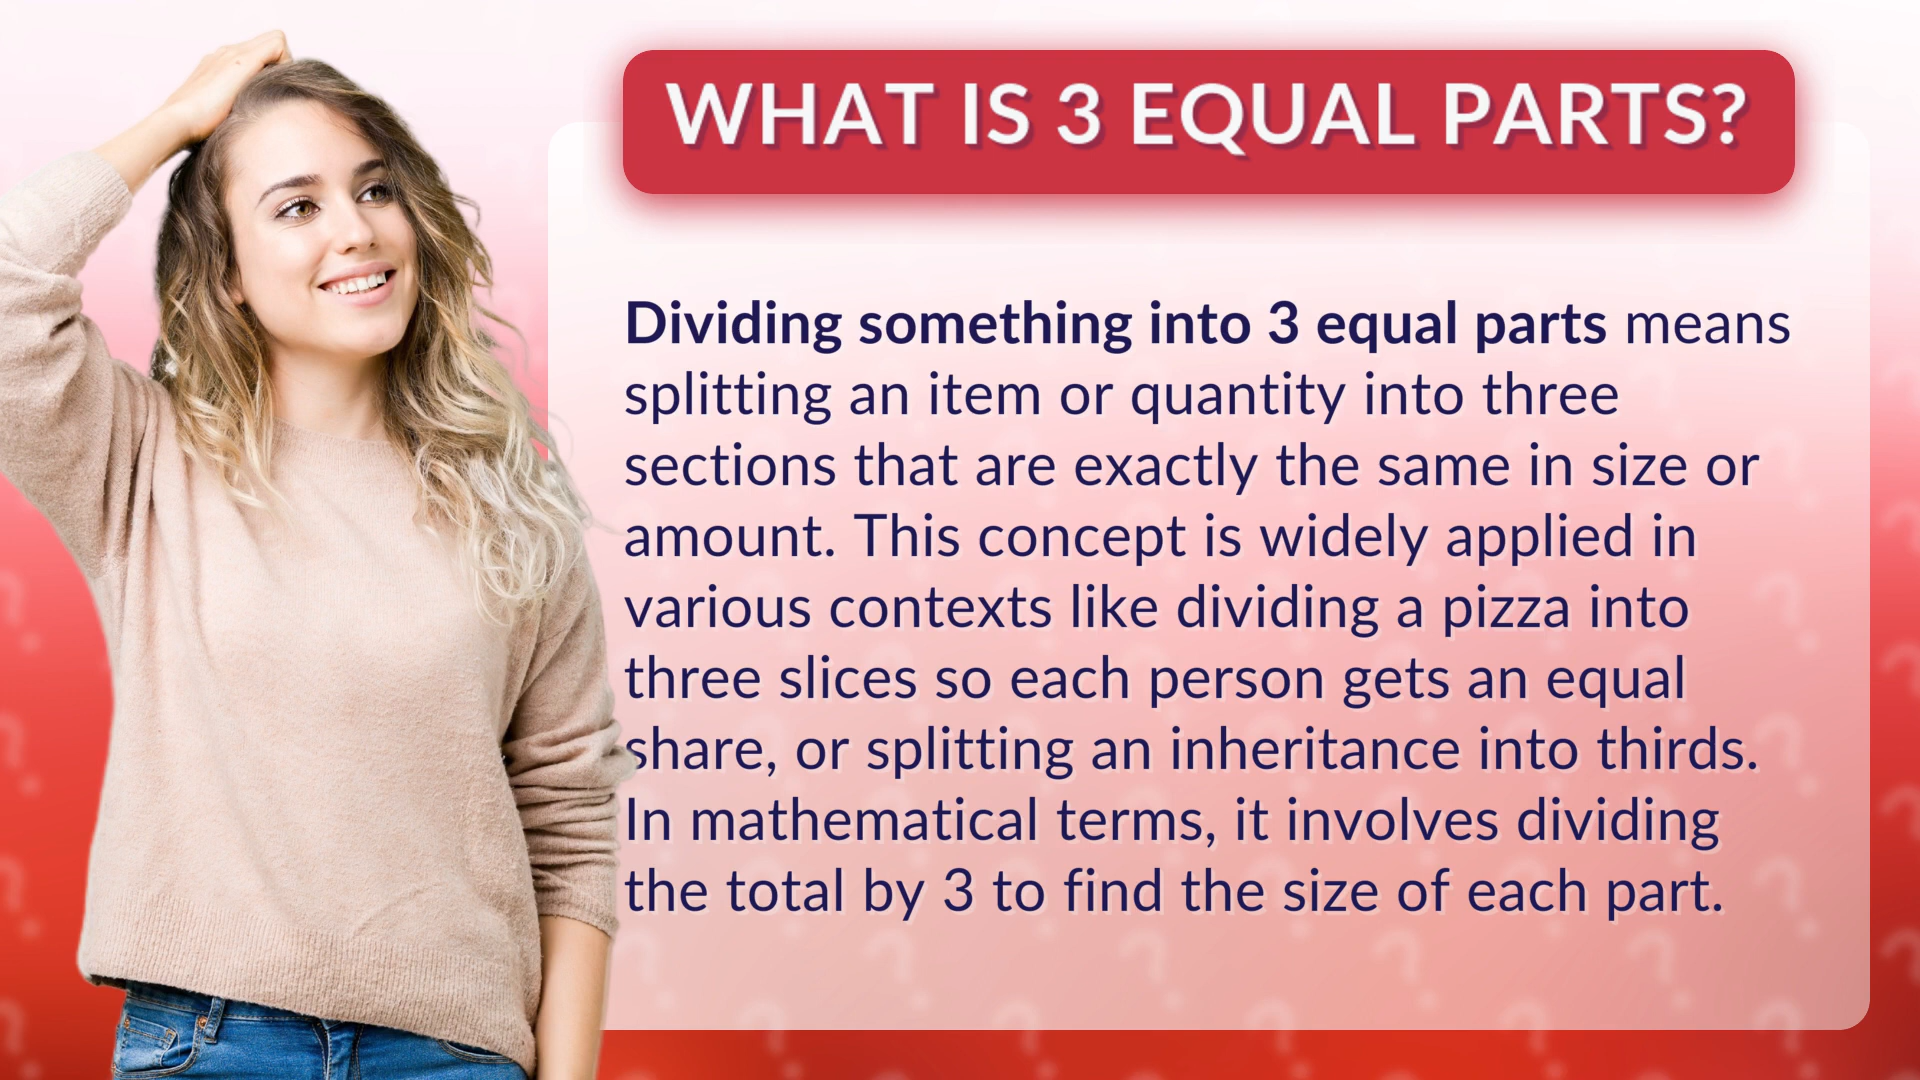 WHAT IS 3 EQUAL PARTS?
Dividing something into 3 equal parts means
splitting an item or quantity into three
sections that are exactly the same in size or
amount. This concept is widely applied in
various contexts like dividing a pizza into
three slices so each person gets an equal
share, or splitting an inheritance into thirds.
In mathematical terms, it involves dividing
the total by 3 to find the size of each part.